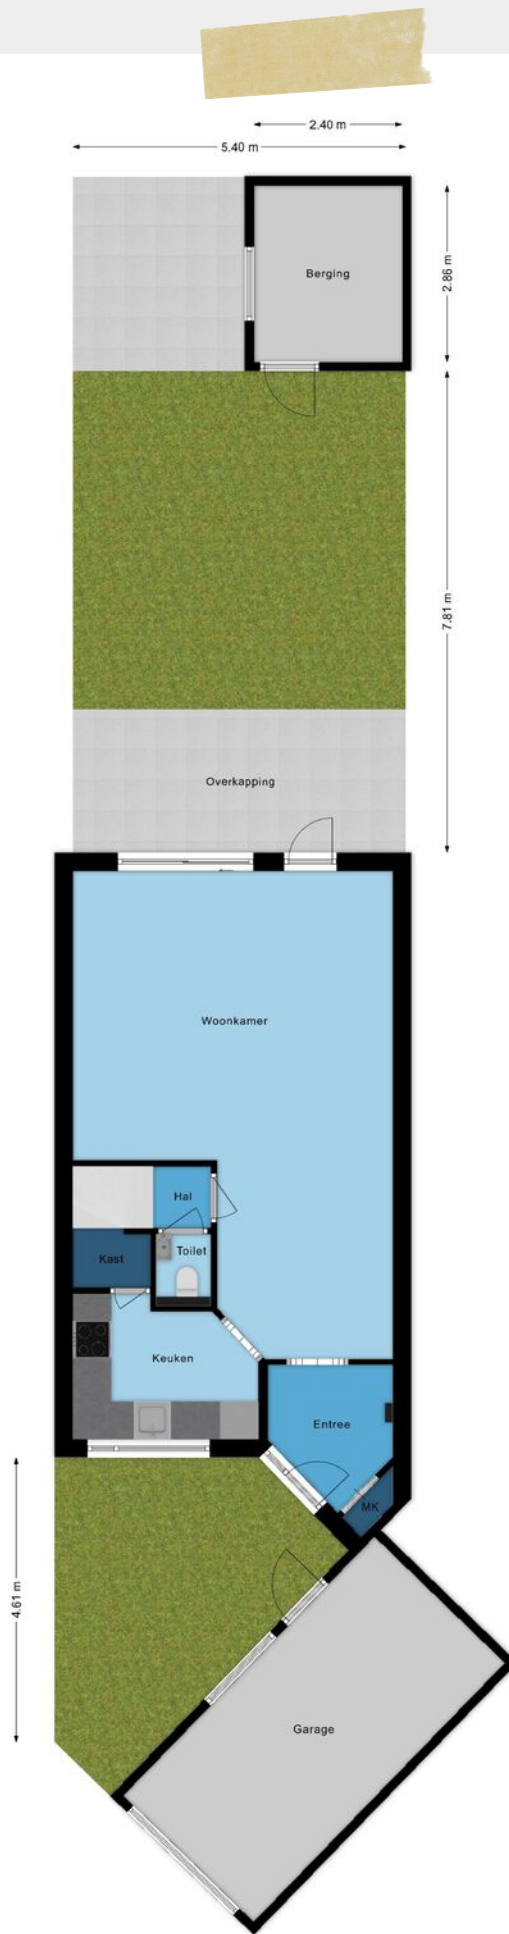 2.40 m
5.40 m
Berging
2.86 m
7.81 m
Overkapping
Woonkamer
Hal
Toilet
Kast
Keuken
Entree
MK
4.61 m
Garage